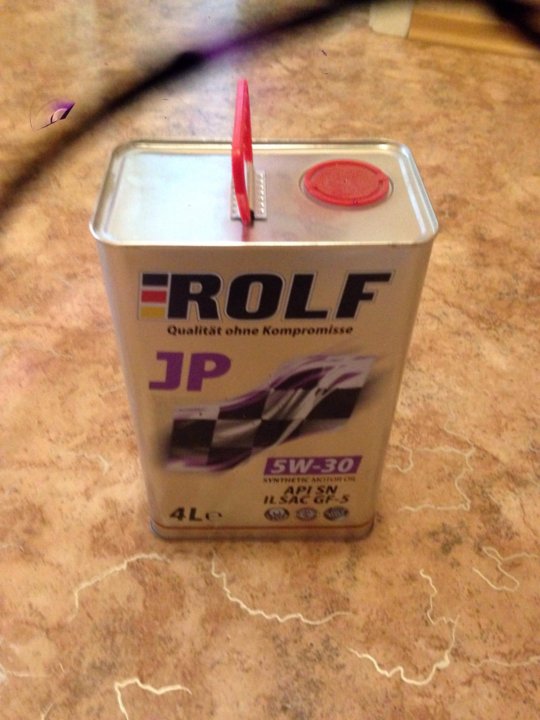 ROLF
Qualität ohne Kompromisse
JP
5W-30
SYNTHETIC MOTOR OIL
API SN
ILSAC GF-5
4L℮